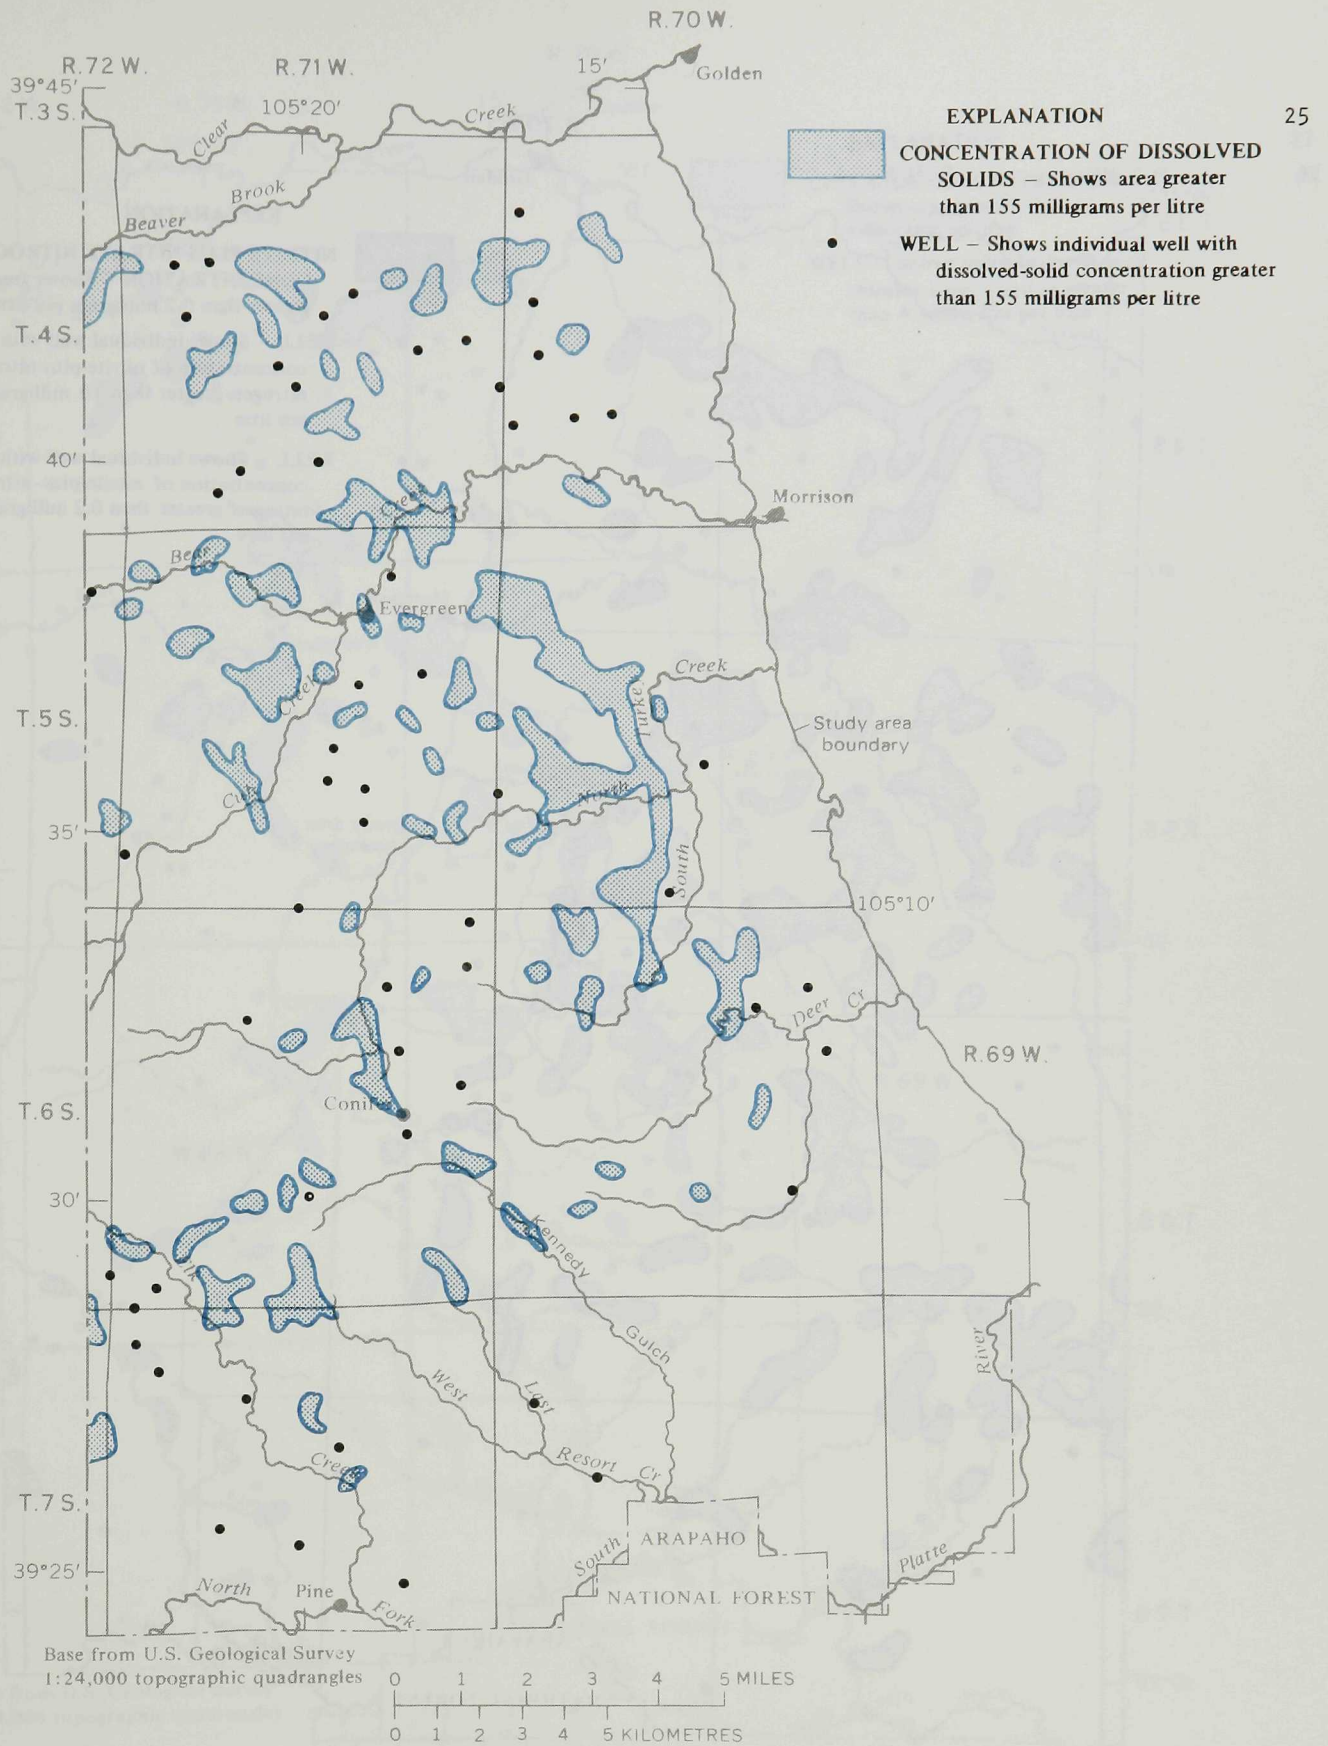 R.70 W.
R.72 W.
R.71 W.
15'
Golden
39°45'
T.3 S.
105°20'
Clear
Creek
EXPLANATION
25
CONCENTRATION OF DISSOLVED
SOLIDS – Shows area greater
than 155 milligrams per litre
Beaver Brook
WELL – Shows individual well with
dissolved-solid concentration greater
than 155 milligrams per litre
T.4 S.
40'
Creek
Morrison
Bear
Evergreen
Creek
Turkey
Creek
T.5 S.
Study area
boundary
Cub
North
35'
South
105°10'
Deer Cr
R.69 W.
Conifer
T.6 S.
30'
Kennedy
Elk
Gulch
River
West
Last
Resort Cr
Creek
T.7 S.
ARAPAHO
South
Platte
39°25'
North
Pine
Fork
NATIONAL FOREST
Base from U.S. Geological Survey
1:24,000 topographic quadrangles
0 1 2 3 4 5 MILES
0 1 2 3 4 5 KILOMETRES